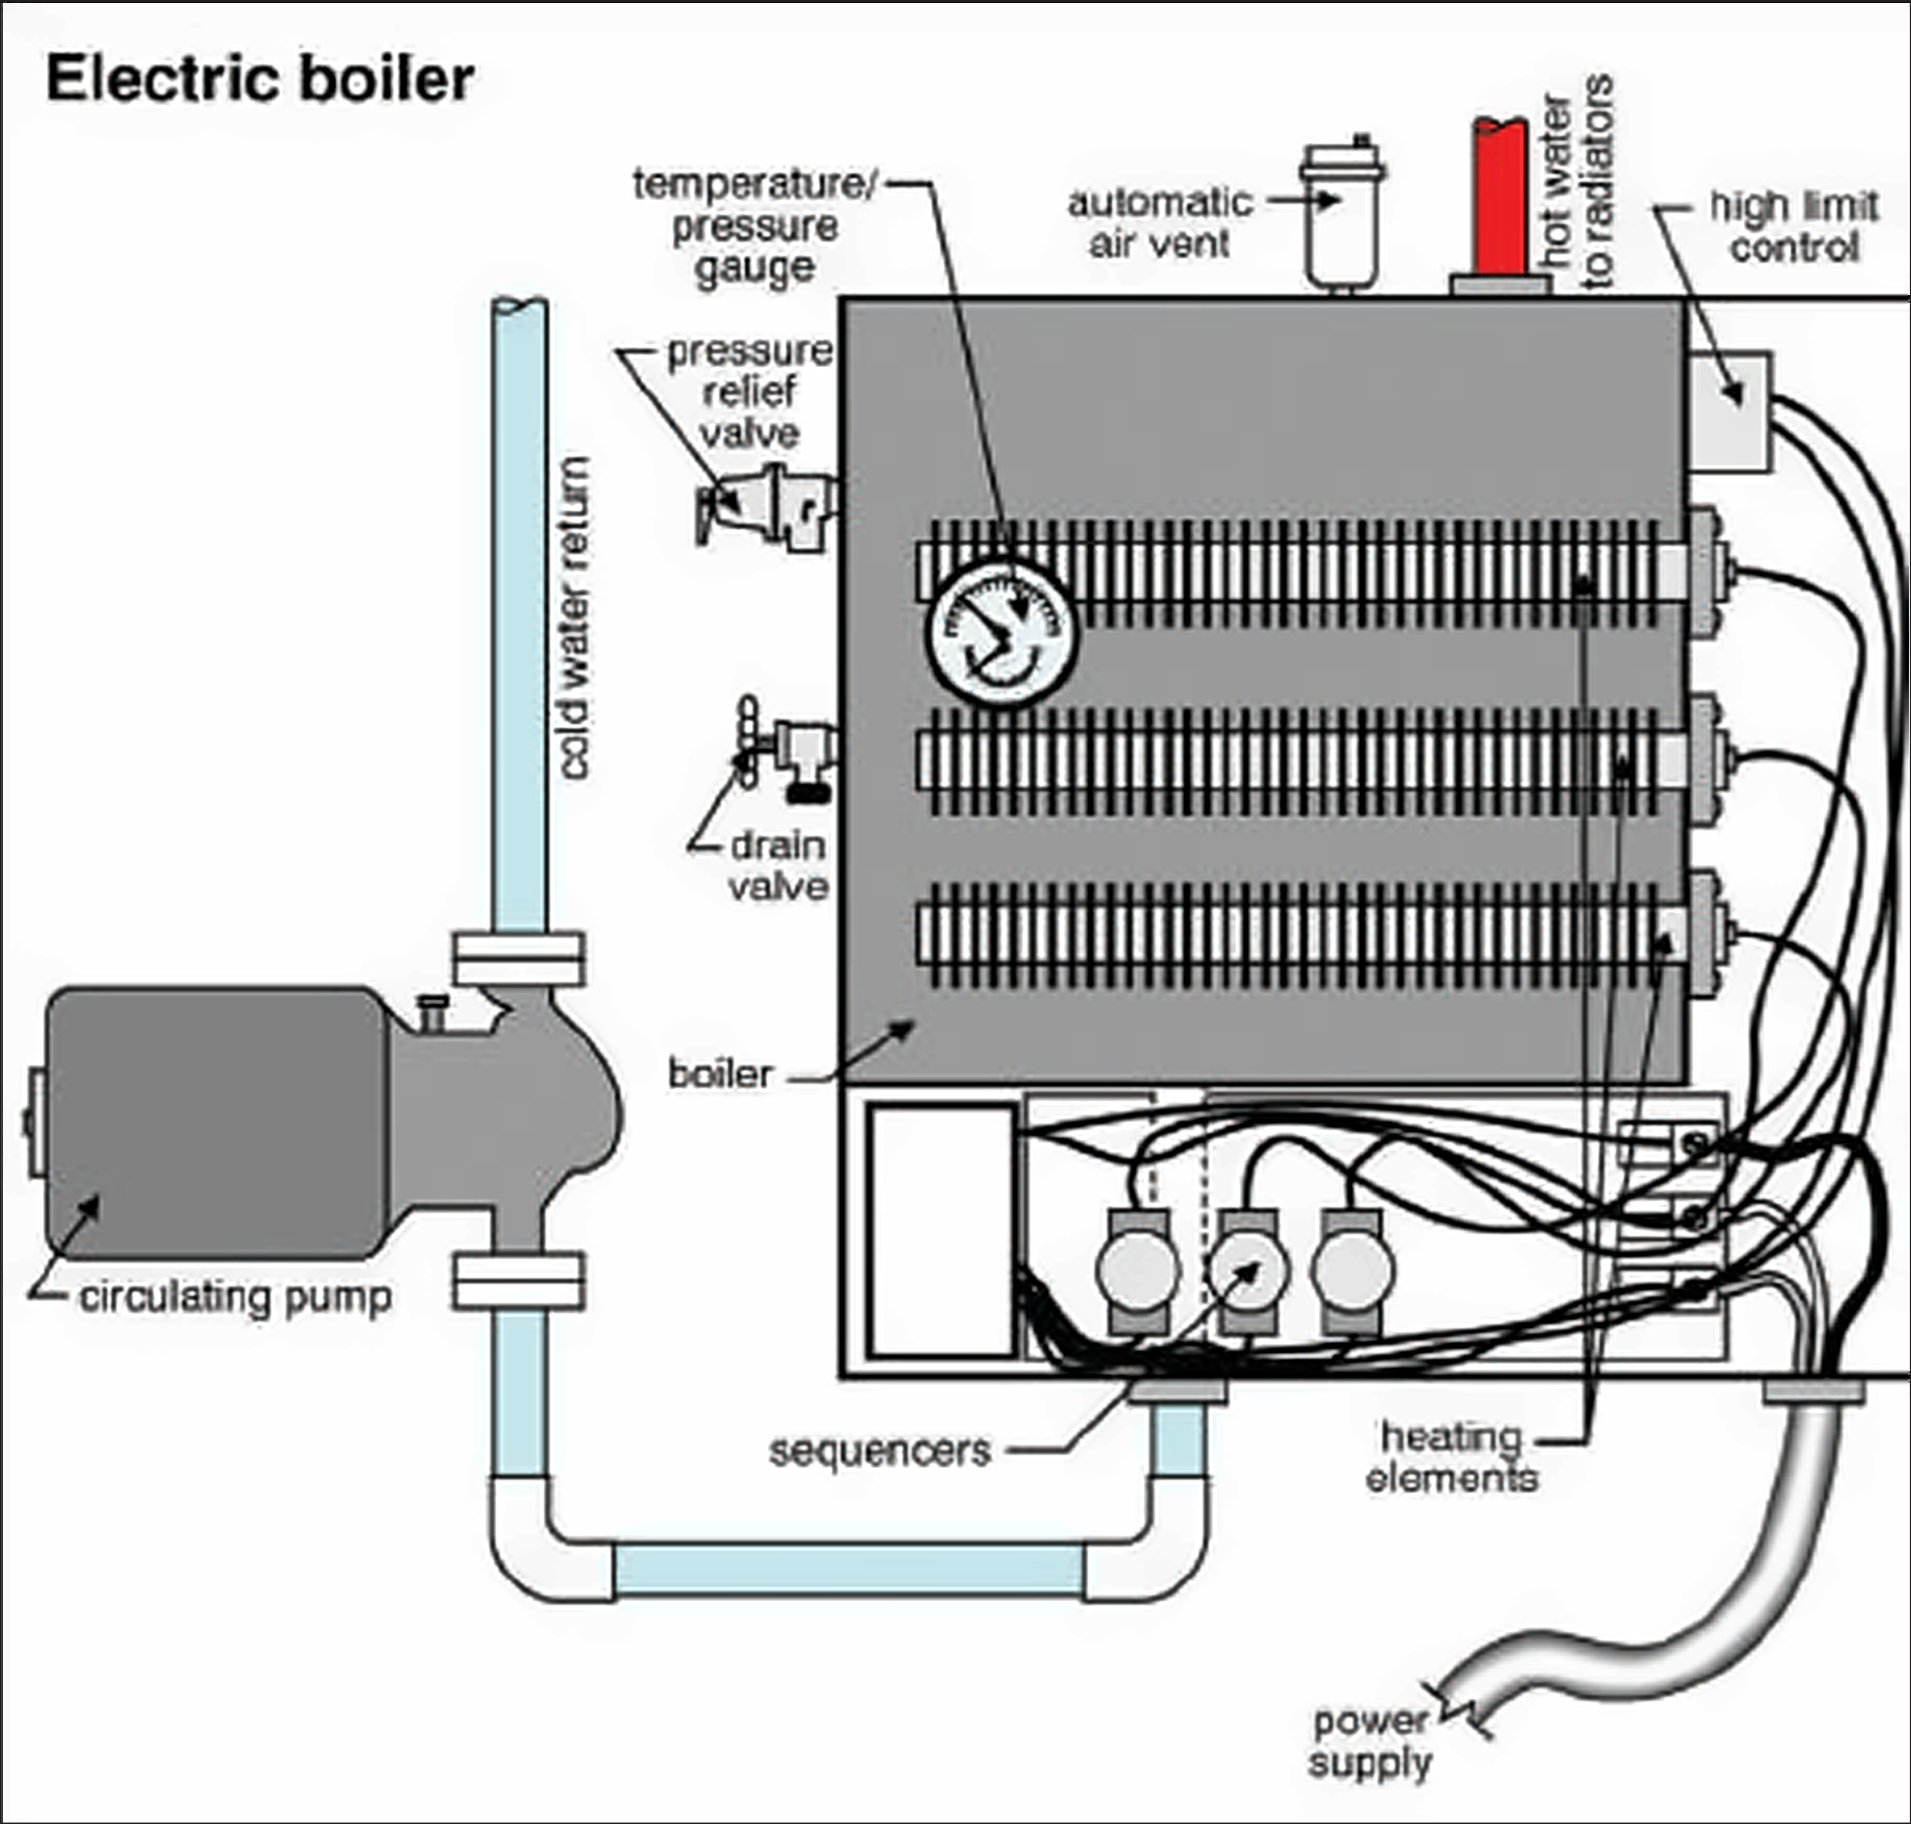 Electric boiler
temperature/
pressure
gauge
automatic
air vent
hot water
to radiators
high limit
control
pressure
relief
valve
cold water return
drain
valve
boiler
circulating pump
sequencers
heating
elements
power
supply